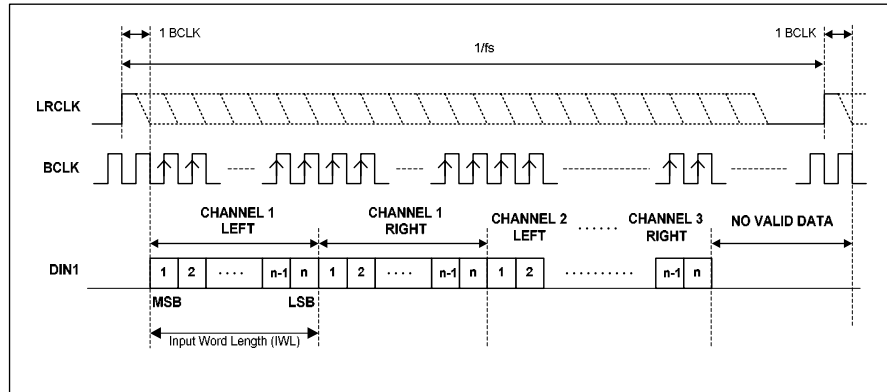 1 BCLK
1 BCLK
1/fs
LRCLK
BCLK
CHANNEL 1
LEFT
CHANNEL 1
RIGHT
CHANNEL 2
LEFT
CHANNEL 3
RIGHT
NO VALID DATA
DIN1
1 2 n-1 n 1 2 n-1 n 1 2 n-1 n
MSB LSB
Input Word Length (IWL)